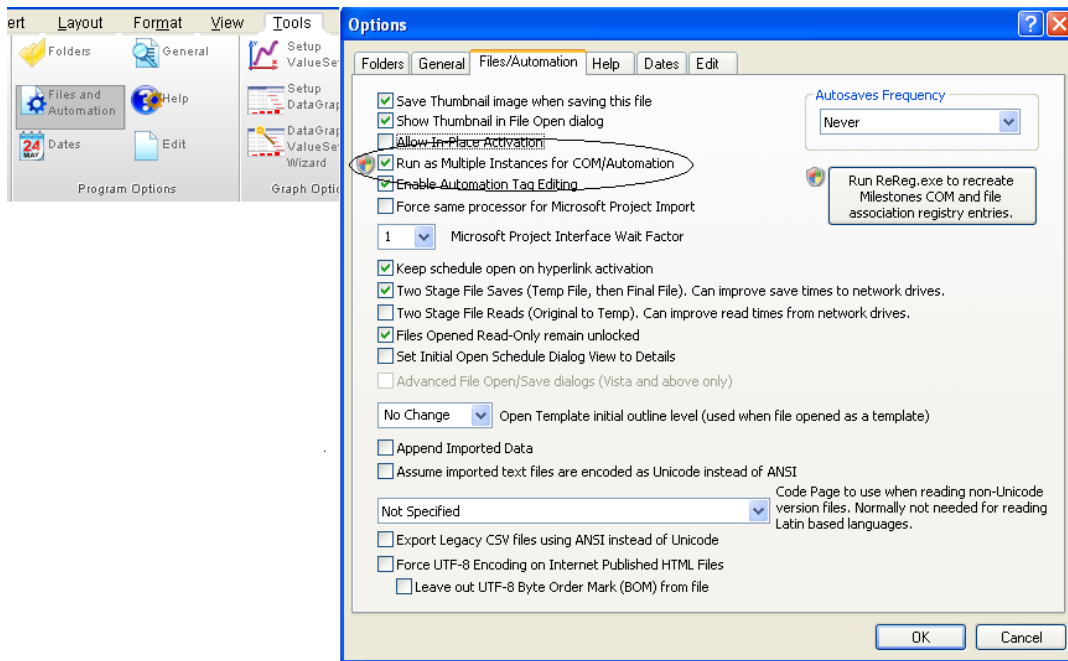 ert Layout Format View Tools
Folders General
Files and Automation Help
Dates Edit
Program Options
Setup
ValueSe
Setup
DataGrap
DataGrap
ValueSe
Wizard
Graph Optio
Options
Folders General Files/Automation Help Dates Edit
Save Thumbnail image when saving this file
Show Thumbnail in File Open dialog
Allow In-Place Activation
Run as Multiple Instances for COM/Automation
Enable Automation Tag Editing
Force same processor for Microsoft Project Import
1 Microsoft Project Interface Wait Factor
Autosaves Frequency
Never
Run ReReg.exe to recreate
Milestones COM and file
association registry entries.
Keep schedule open on hyperlink activation
Two Stage File Saves (Temp File, then Final File). Can improve save times to network drives.
Two Stage File Reads (Original to Temp). Can improve read times from network drives.
Files Opened Read-Only remain unlocked
Set Initial Open Schedule Dialog View to Details
Advanced File Open/Save dialogs (Vista and above only)
No Change Open Template initial outline level (used when file opened as a template)
Append Imported Data
Assume imported text files are encoded as Unicode instead of ANSI
Not Specified
Code Page to use when reading non-Unicode
version files. Normally not needed for reading
Latin based languages.
Export Legacy CSV files using ANSI instead of Unicode
Force UTF-8 Encoding on Internet Published HTML Files
Leave out UTF-8 Byte Order Mark (BOM) from file
OK Cancel